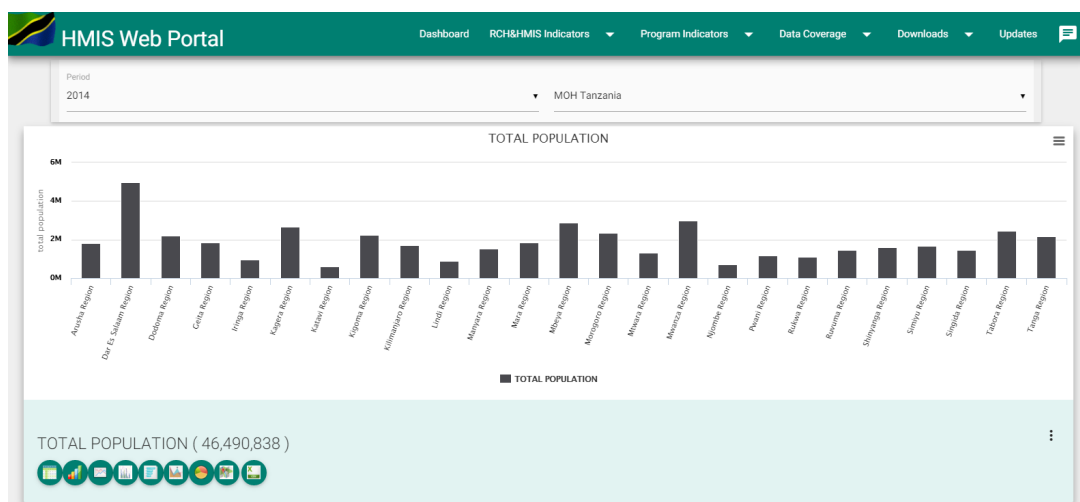 HMIS Web Portal
Dashboard RCH&HMIS Indicators Program Indicators Data Coverage Downloads Updates
Period
2014 MOH Tanzania
TOTAL POPULATION
total population
6M
4M
2M
0M
Arusha Region
Dar Es Salaam Region
Dodoma Region
Geita Region
Iringa Region
Kagera Region
Katavi Region
Kigoma Region
Kilimanjaro Region
Lindi Region
Manyara Region
Mara Region
Mbeya Region
Morogoro Region
Mtwara Region
Mwanza Region
Njombe Region
Pwani Region
Rukwa Region
Ruvuma Region
Shinyanga Region
Simiyu Region
Singida Region
Tabora Region
Tanga Region
TOTAL POPULATION
TOTAL POPULATION ( 46,490,838 )